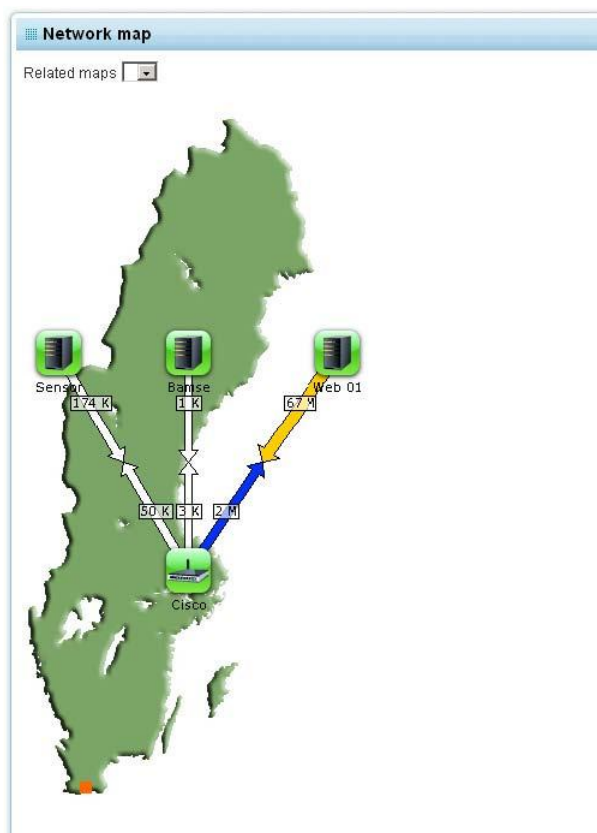 Network map
Related maps
Sensor
Bamse
Web 01
174 K
1 K
67 M
50 K
3 K
2 M
Cisco